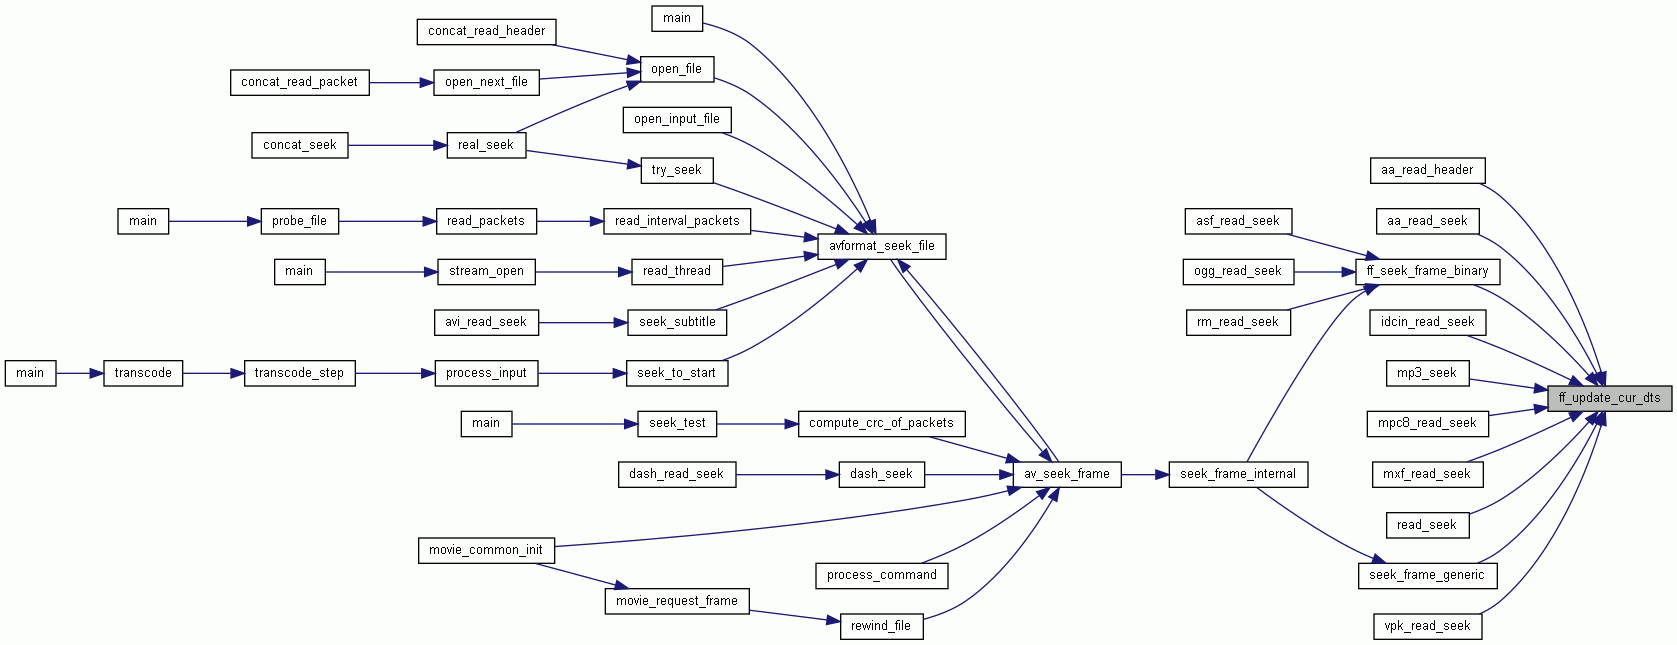 main
concat_read_header
open_file
concat_read_packet
open_next_file
open_input_file
concat_seek
real_seek
try_seek
aa_read_header
main
probe_file
read_packets
read_interval_packets
asf_read_seek
aa_read_seek
avformat_seek_file
main
stream_open
read_thread
ogg_read_seek
ff_seek_frame_binary
avi_read_seek
seek_subtitle
rm_read_seek
idcin_read_seek
main
transcode
transcode_step
process_input
seek_to_start
mp3_seek
ff_update_cur_dts
main
seek_test
compute_crc_of_packets
mpc8_read_seek
dash_read_seek
dash_seek
av_seek_frame
seek_frame_internal
mxf_read_seek
read_seek
movie_common_init
process_command
seek_frame_generic
movie_request_frame
rewind_file
vpk_read_seek